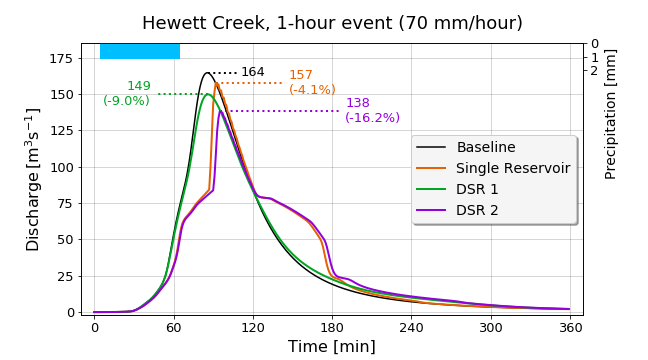 Hewett Creek, 1-hour event (70 mm/hour)
175
150
125
100
75
50
25
0
Discharge [m³s⁻¹]
0
1
2
Precipitation [mm]
164
157
(-4.1%)
149
(-9.0%)
138
(-16.2%)
Baseline
Single Reservoir
DSR 1
DSR 2
0 60 120 180 240 300 360
Time [min]